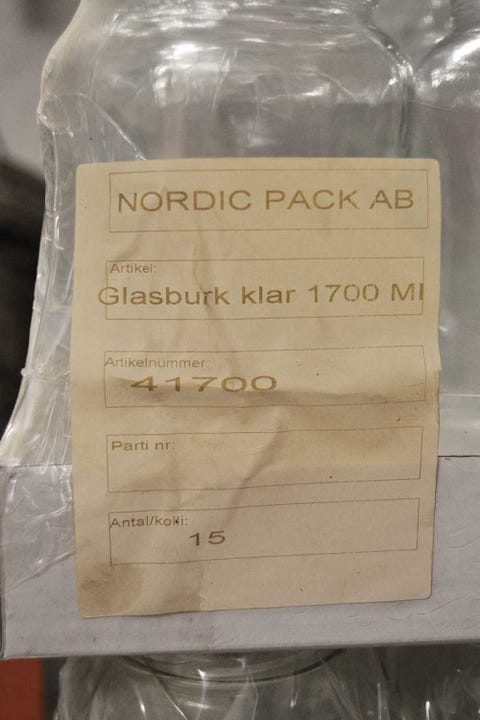 NORDIC PACK AB
Artikel:
Glasburk klar 1700 Ml
Artikelnummer:
41700
Parti nr:
Antal/kolli:
15